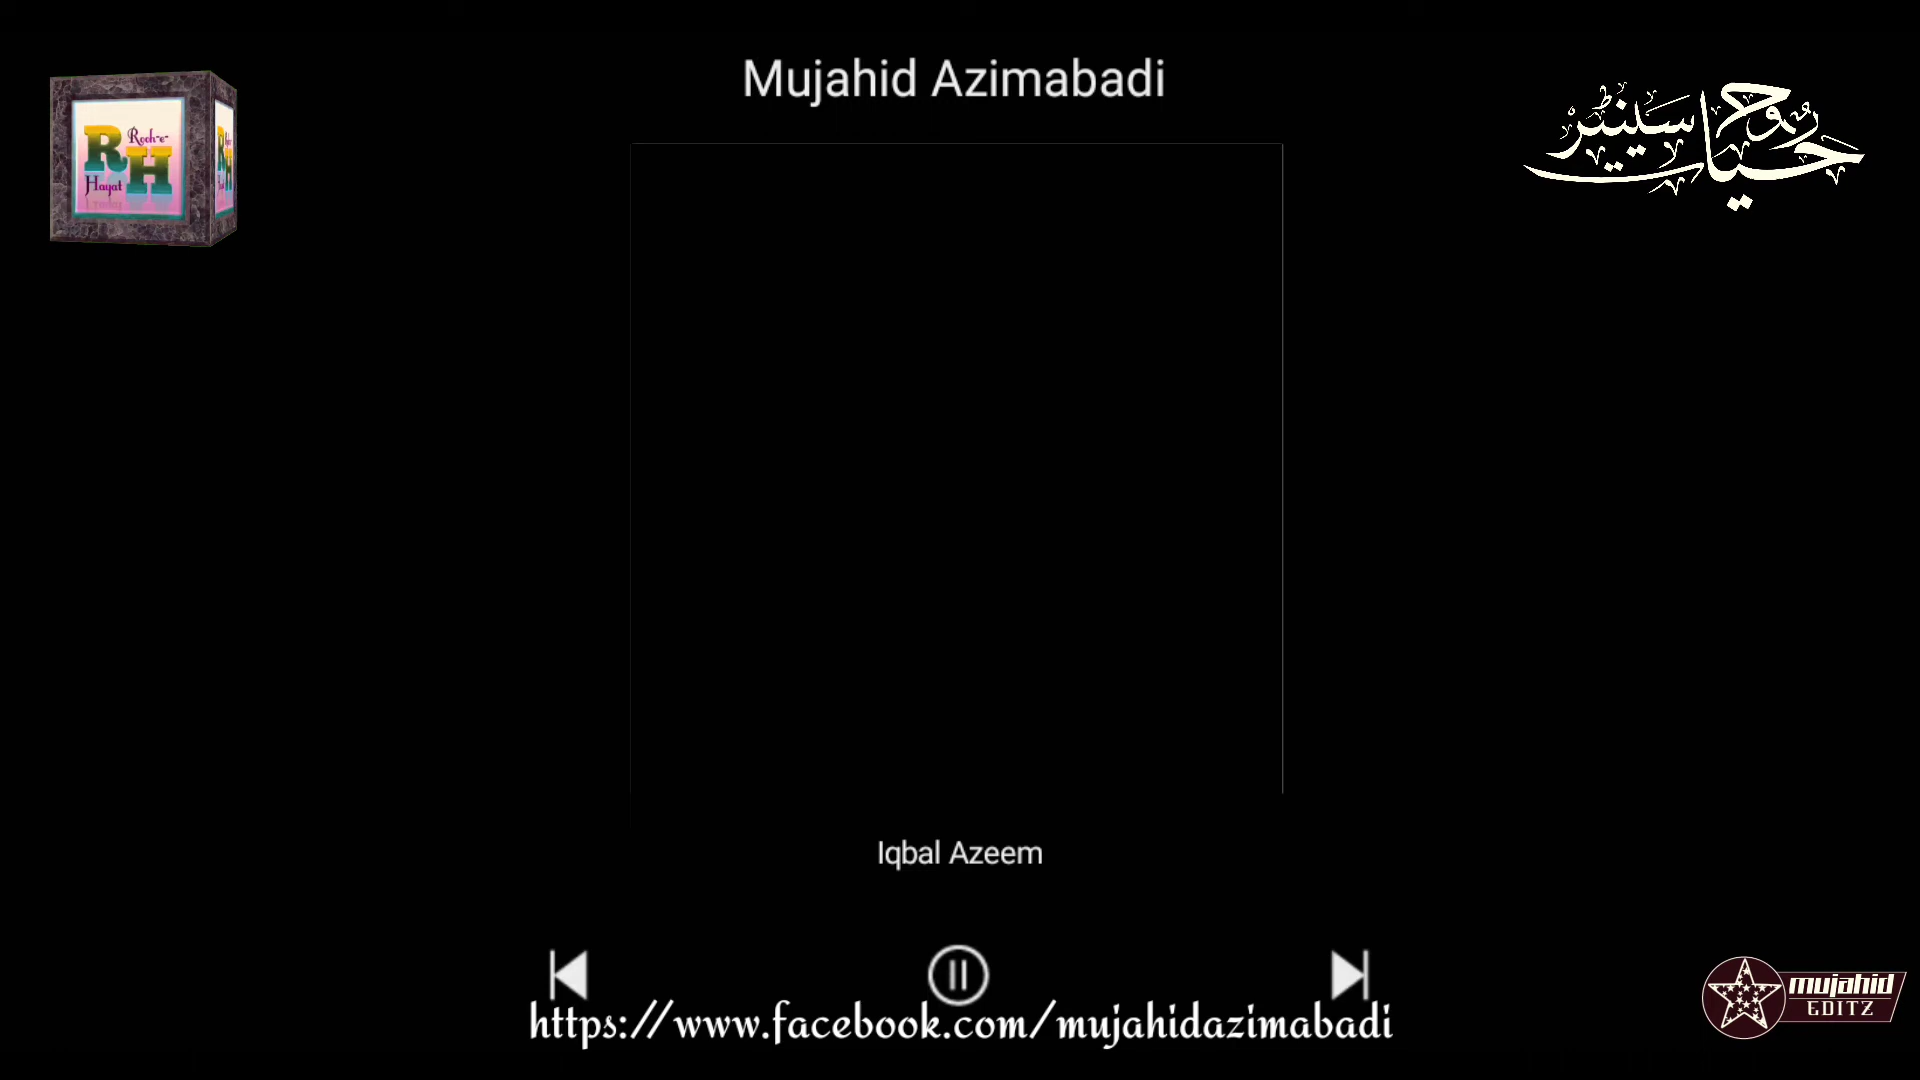 Mujahid Azimabadi
Rooh-e-
RH
Hayat
روحِ حیات سینٹر
Iqbal Azeem
https://www.facebook.com/mujahidazimabadi
mujahid
EDITZ